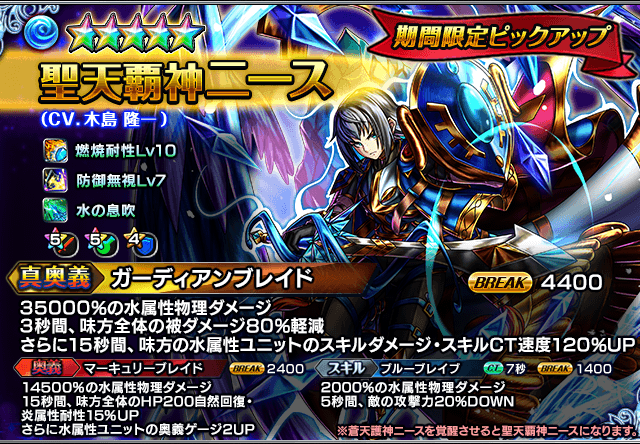 期間限定ピックアップ
聖天覇神ニース
(CV.木島 隆一)
燃焼耐性Lv10
防御無視Lv7
水の息吹
5 5 4
真奥義 ガーディアンブレイド BREAK 4400
35000%の水属性物理ダメージ
3秒間、味方全体の被ダメージ80%軽減
さらに15秒間、味方の水属性ユニットのスキルダメージ・スキルCT速度120%UP
奥義 マーキュリーブレイド BREAK 2400
14500%の水属性物理ダメージ
15秒間、味方全体のHP200自然回復・
炎属性耐性15%UP
さらに水属性ユニットの奥義ゲージ2UP
スキル ブルーブレイブ CT 7秒 BREAK 1400
2000%の水属性物理ダメージ
5秒間、敵の攻撃力20%DOWN
※蒼天護神ニースを覚醒させると聖天覇神ニースになります。